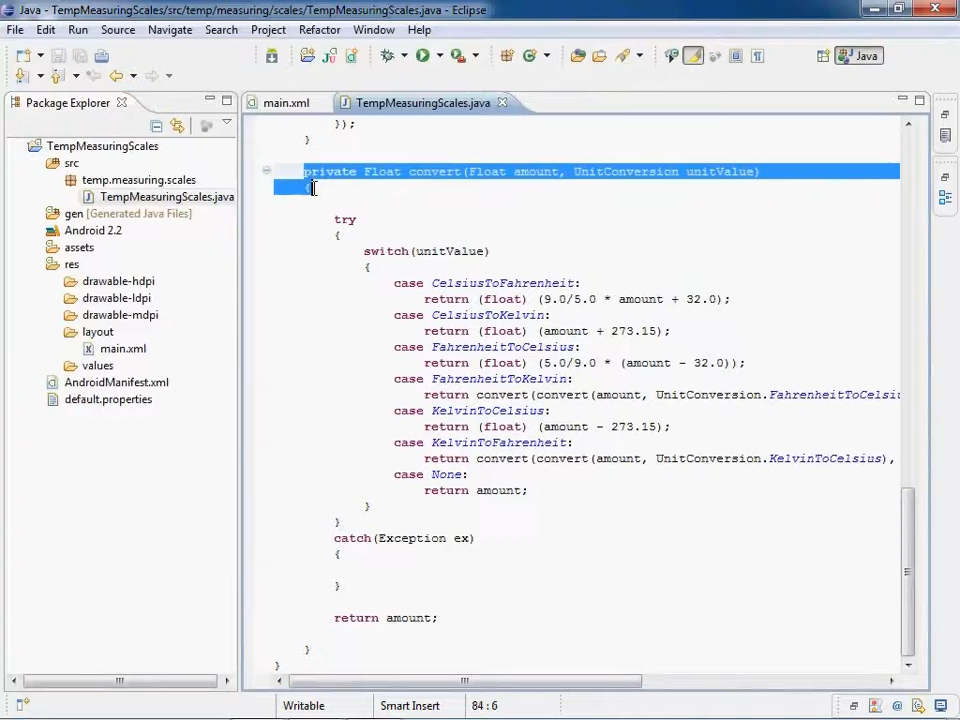 Java - TempMeasuringScales/src/temp/measuring/scales/TempMeasuringScales.java - Eclipse
File Edit Run Source Navigate Search Project Refactor Window Help
Java
Package Explorer
main.xml
TempMeasuringScales.java
TempMeasuringScales
src
temp.measuring.scales
TempMeasuringScales.java
gen [Generated Java Files]
Android 2.2
assets
res
drawable-hdpi
drawable-ldpi
drawable-mdpi
layout
main.xml
values
AndroidManifest.xml
default.properties
});
}
private Float convert(Float amount, UnitConversion unitValue)
{
try
{
switch(unitValue)
{
case CelsiusToFahrenheit:
return (float) (9.0/5.0 * amount + 32.0);
case CelsiusToKelvin:
return (float) (amount + 273.15);
case FahrenheitToCelsius:
return (float) (5.0/9.0 * (amount - 32.0));
case FahrenheitToKelvin:
return convert(convert(amount, UnitConversion.FahrenheitToCelsiu
case KelvinToCelsius:
return (float) (amount - 273.15);
case KelvinToFahrenheit:
return convert(convert(amount, UnitConversion.KelvinToCelsius),
case None:
return amount;
}
}
catch(Exception ex)
{
}
return amount;
}
}
Writable
Smart Insert
84 : 6